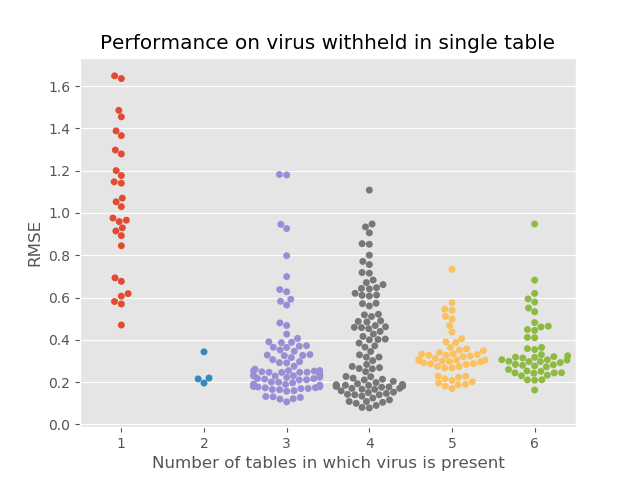 Performance on virus withheld in single table
1.6
1.4
1.2
1.0
0.8
0.6
0.4
0.2
0.0
RMSE
1 2 3 4 5 6
Number of tables in which virus is present